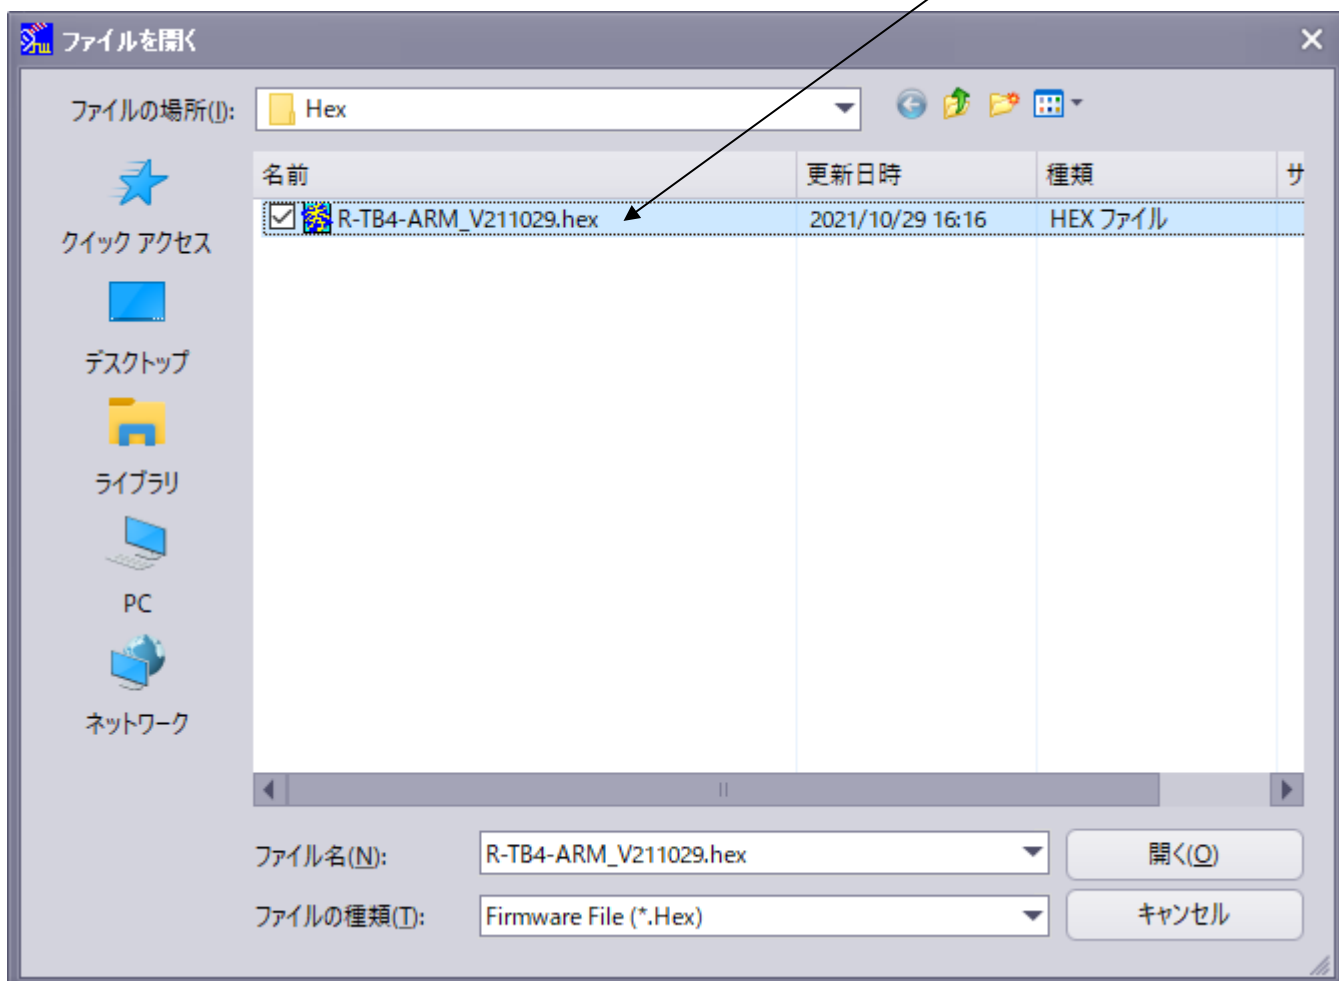 ファイルを開く
ファイルの場所(I): Hex
名前 更新日時 種類 サ
R-TB4-ARM_V211029.hex 2021/10/29 16:16 HEX ファイル
クイック アクセス
デスクトップ
ライブラリ
PC
ネットワーク
ファイル名(N): R-TB4-ARM_V211029.hex 開く(O)
ファイルの種類(T): Firmware File (*.Hex) キャンセル